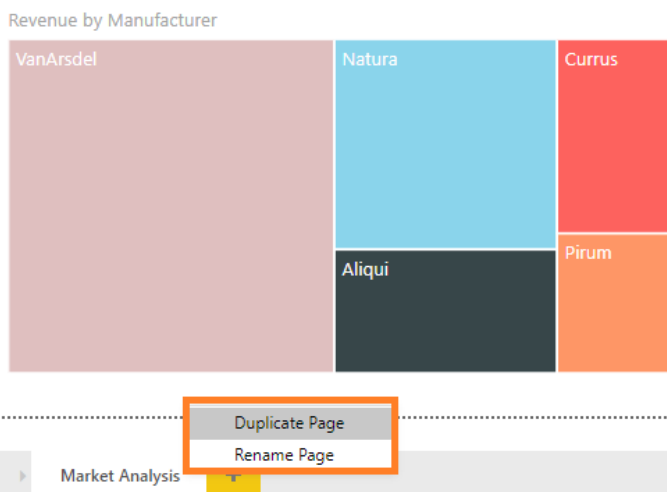 Revenue by Manufacturer
VanArsdel
Natura
Currus
Aliqui
Pirum
Duplicate Page
Rename Page
Market Analysis